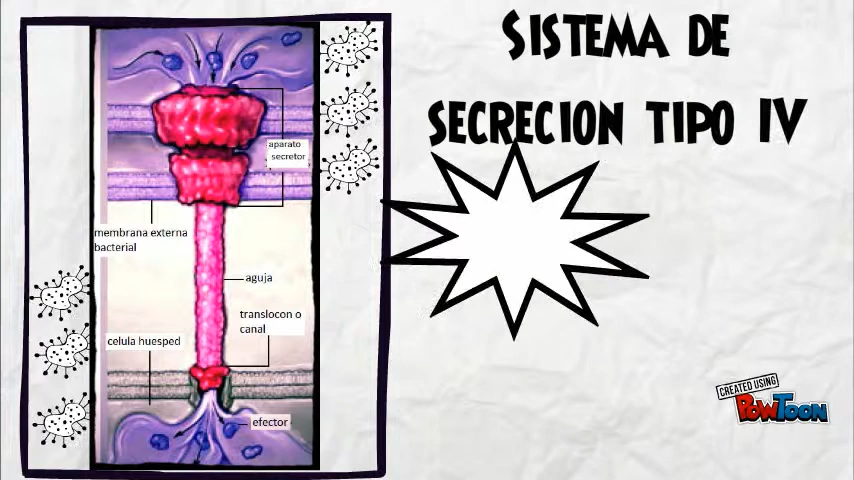 SISTEMA DE
SECRECION TIPO IV
aparato
secretor
membrana externa
bacterial
aguja
translocon o
canal
celula huesped
efector
CREATED USING
POWTOON